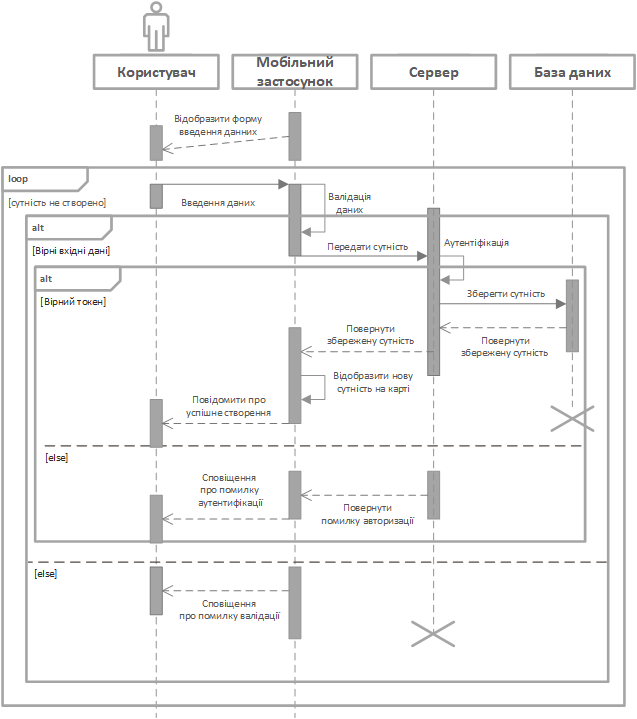 Користувач
Мобільний
застосунок
Сервер
База даних
Відобразити форму
введення данних
loop
[сутність не створено]
Введення даних
Валідація
даних
alt
[Вірні вхідні дані]
Передати сутність
Аутентіфікація
alt
[Вірний токен]
Зберегти сутність
Повернути
збережену сутність
Повернути
збережену сутність
Відобразити нову
сутність на карті
Повідомити про
успішне створення
[else]
Сповіщення
про помилку
аутентифікації
Повернути
помилку авторизації
[else]
Сповіщення
про помилку валідації